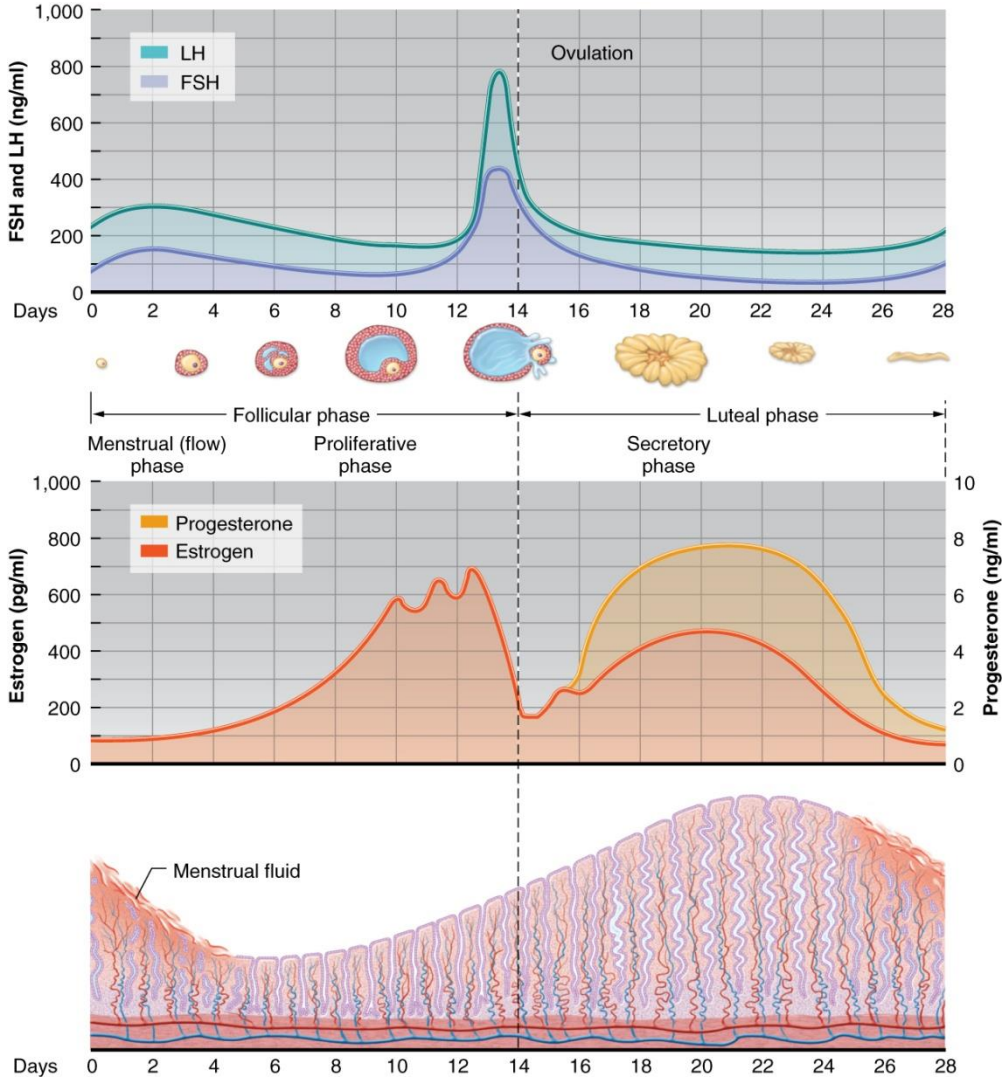 1,000
800
600
400
200
0
FSH and LH (ng/ml)
LH
FSH
Ovulation
Days 0 2 4 6 8 10 12 14 16 18 20 22 24 26 28
Follicular phase Luteal phase
Menstrual (flow) phase
Proliferative phase
Secretory phase
1,000
800
600
400
200
0
Estrogen (pg/ml)
Progesterone
Estrogen
10
8
6
4
2
0
Progesterone (ng/ml)
Menstrual fluid
Days 0 2 4 6 8 10 12 14 16 18 20 22 24 26 28